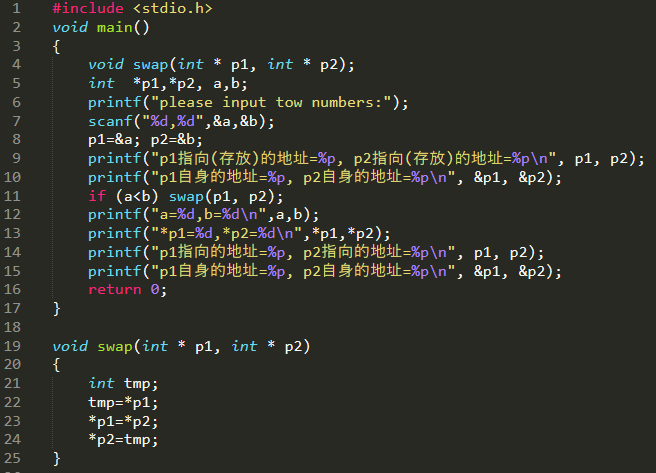 1 #include <stdio.h>
2 void main()
3 {
4     void swap(int * p1, int * p2);
5     int  *p1,*p2, a,b;
6     printf("please input tow numbers:");
7     scanf("%d,%d",&a,&b);
8     p1=&a; p2=&b;
9     printf("p1指向(存放)的地址=%p, p2指向(存放)的地址=%p\n", p1, p2);
10     printf("p1自身的地址=%p, p2自身的地址=%p\n", &p1, &p2);
11     if (a<b) swap(p1, p2);
12     printf("a=%d,b=%d\n",a,b);
13     printf("*p1=%d,*p2=%d\n",*p1,*p2);
14     printf("p1指向的地址=%p, p2指向的地址=%p\n", p1, p2);
15     printf("p1自身的地址=%p, p2自身的地址=%p\n", &p1, &p2);
16     return 0;
17 }
18
19 void swap(int * p1, int * p2)
20 {
21     int tmp;
22     tmp=*p1;
23     *p1=*p2;
24     *p2=tmp;
25 }